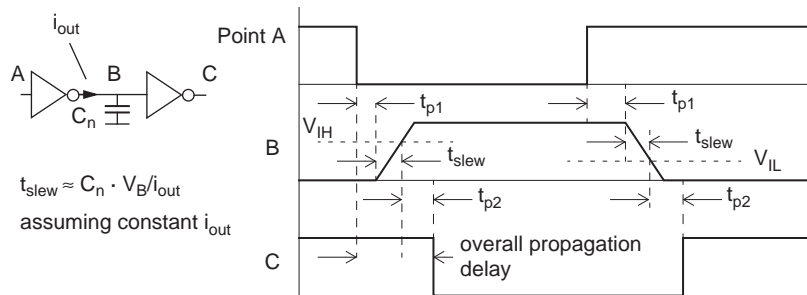 i_out
A
B
C
C_n
t_slew ≈ C_n · V_B/i_out
assuming constant i_out
Point A
t_p1
t_p1
V_IH
B
t_slew
t_slew
V_IL
t_p2
t_p2
C
overall propagation
delay